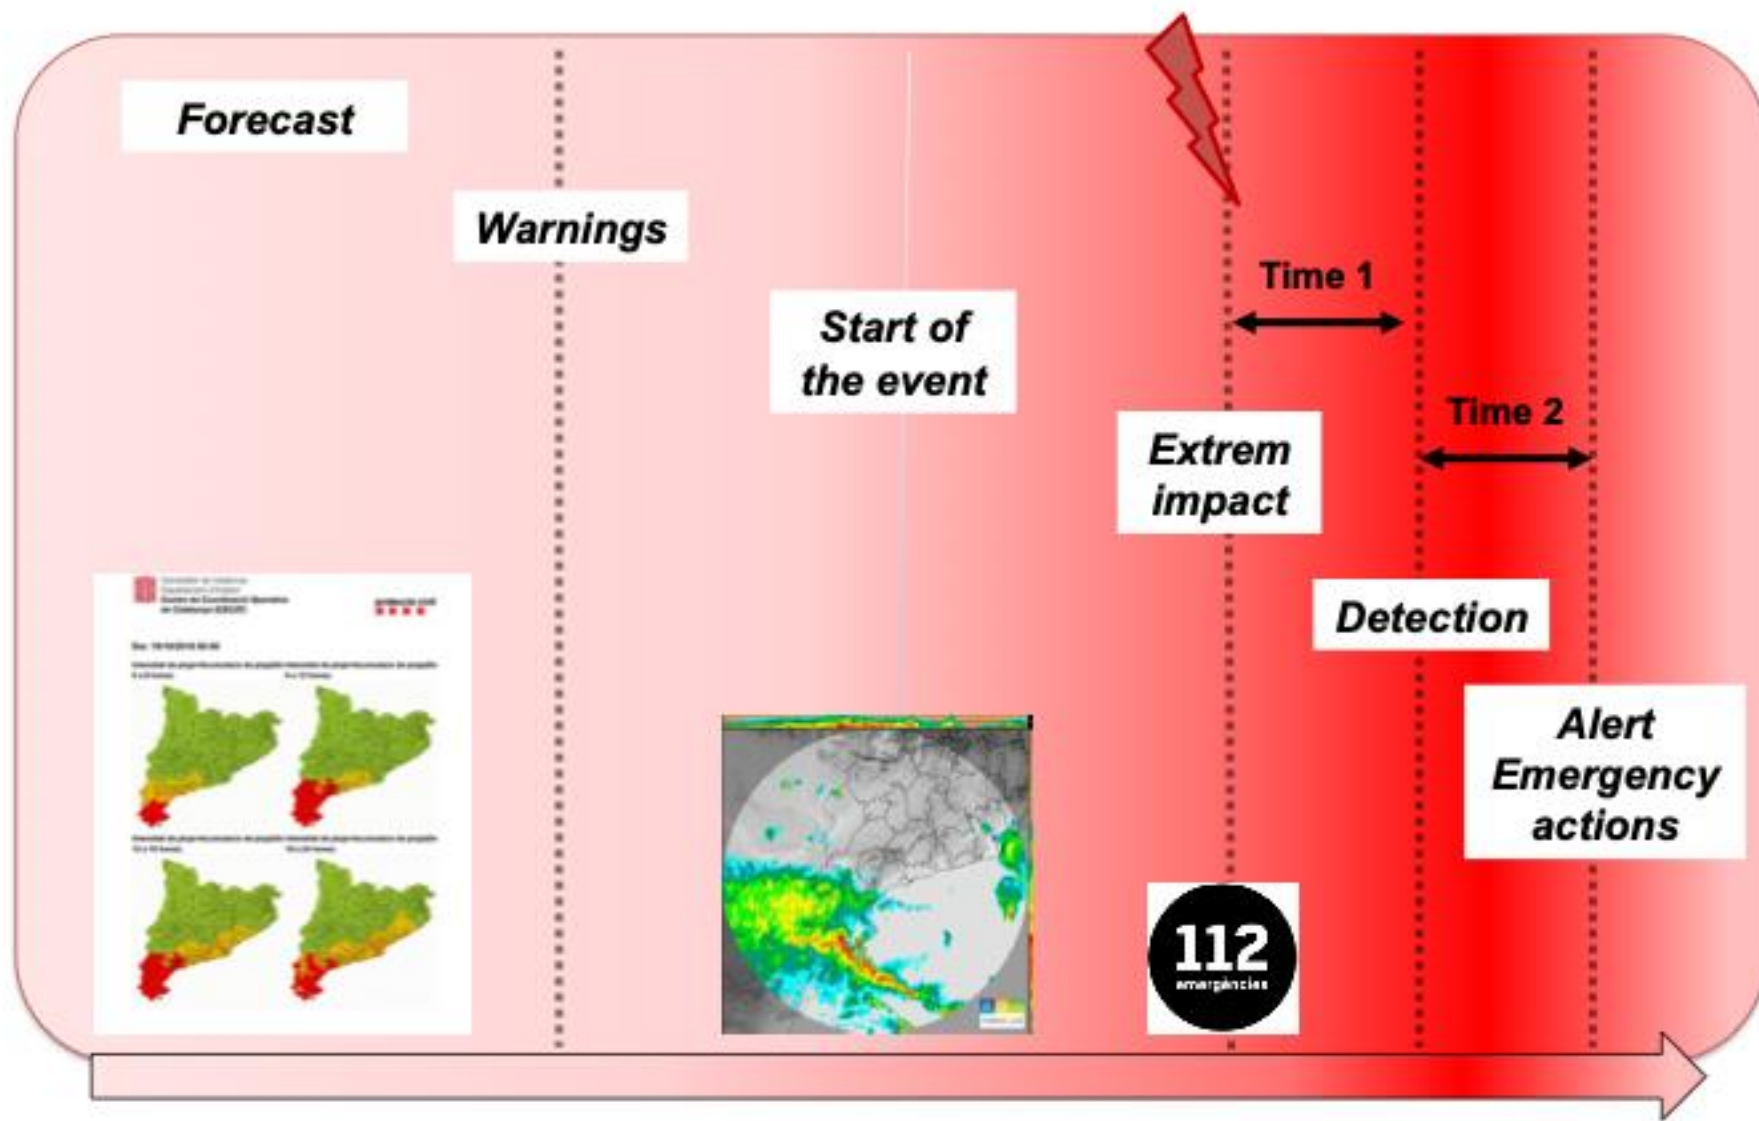 Forecast
Warnings
Start of
the event
Time 1
Time 2
Extrem
impact
Detection
Alert
Emergency
actions
112
emergències